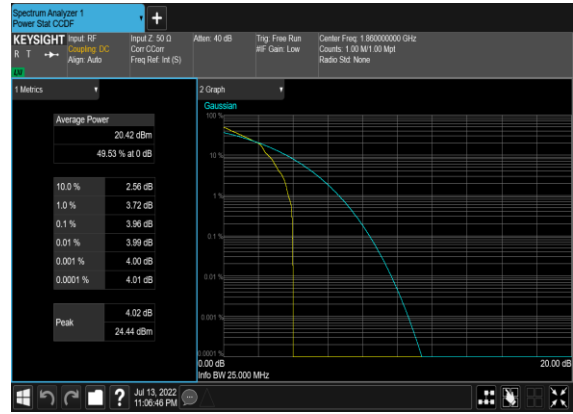 Spectrum Analyzer 1
Power Stat CCDF
+
KEYSIGHT
R T
LXI
Input: RF
Coupling: DC
Align: Auto
Input Z: 50 Ω
Corr CCorr
Freq Ref: Int (S)
Atten: 40 dB
Trig: Free Run
#IF Gain: Low
Center Freq: 1.860000000 GHz
Counts: 1.00 M/1.00 Mpt
Radio Std: None
1 Metrics
Average Power
20.42 dBm
49.53 % at 0 dB
10.0 % 2.56 dB
1.0 % 3.72 dB
0.1 % 3.96 dB
0.01 % 3.99 dB
0.001 % 4.00 dB
0.0001 % 4.01 dB
Peak
4.02 dB
24.44 dBm
2 Graph
Gaussian
100 %
10 %
1 %
0.1 %
0.01 %
0.001 %
0.0001 %
0.00 dB 20.00 dB
Info BW 25.000 MHz
?
Jul 13, 2022
11:06:46 PM